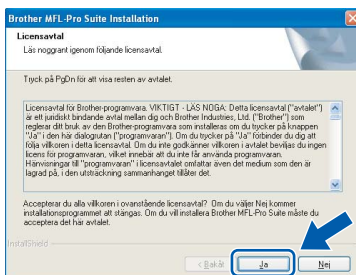 Brother MFL-Pro Suite Installation
Licensavtal
Läs noggrant igenom följande licensavtal.
Tryck på PgDn för att visa resten av avtalet.
Licensavtal för Brother-programvara. VIKTIGT - LÄS NOGA: Detta licensavtal ("avtalet")
är ett juridiskt bindande avtal mellan dig och Brother Industries, Ltd. ("Brother") som
reglerar ditt bruk av den Brother-programvara som installeras om du trycker på knappen
"Ja" i den här dialogrutan ("programvaran"). Om du trycker på "Ja" förbinder du dig att
följa villkoren i detta licensavtal. Om du inte godkänner villkoren i avtalet beviljas du ingen
licens för programvaran, vilket innebär att du inte får använda programvaran.
Hänvisningar till "programvaran" i licensavtalet omfattar även det medium som den är
lagrad på, i den utsträckning sammanhanget tillåter det.
Accepterar du alla villkoren i ovanstående licensavtal? Om du väljer Nej kommer
installationsprogrammet att stängas. Om du vill installera Brother MFL-Pro Suite måste du
acceptera det här avtalet.
InstallShield
< Bakåt
Ja
Nej